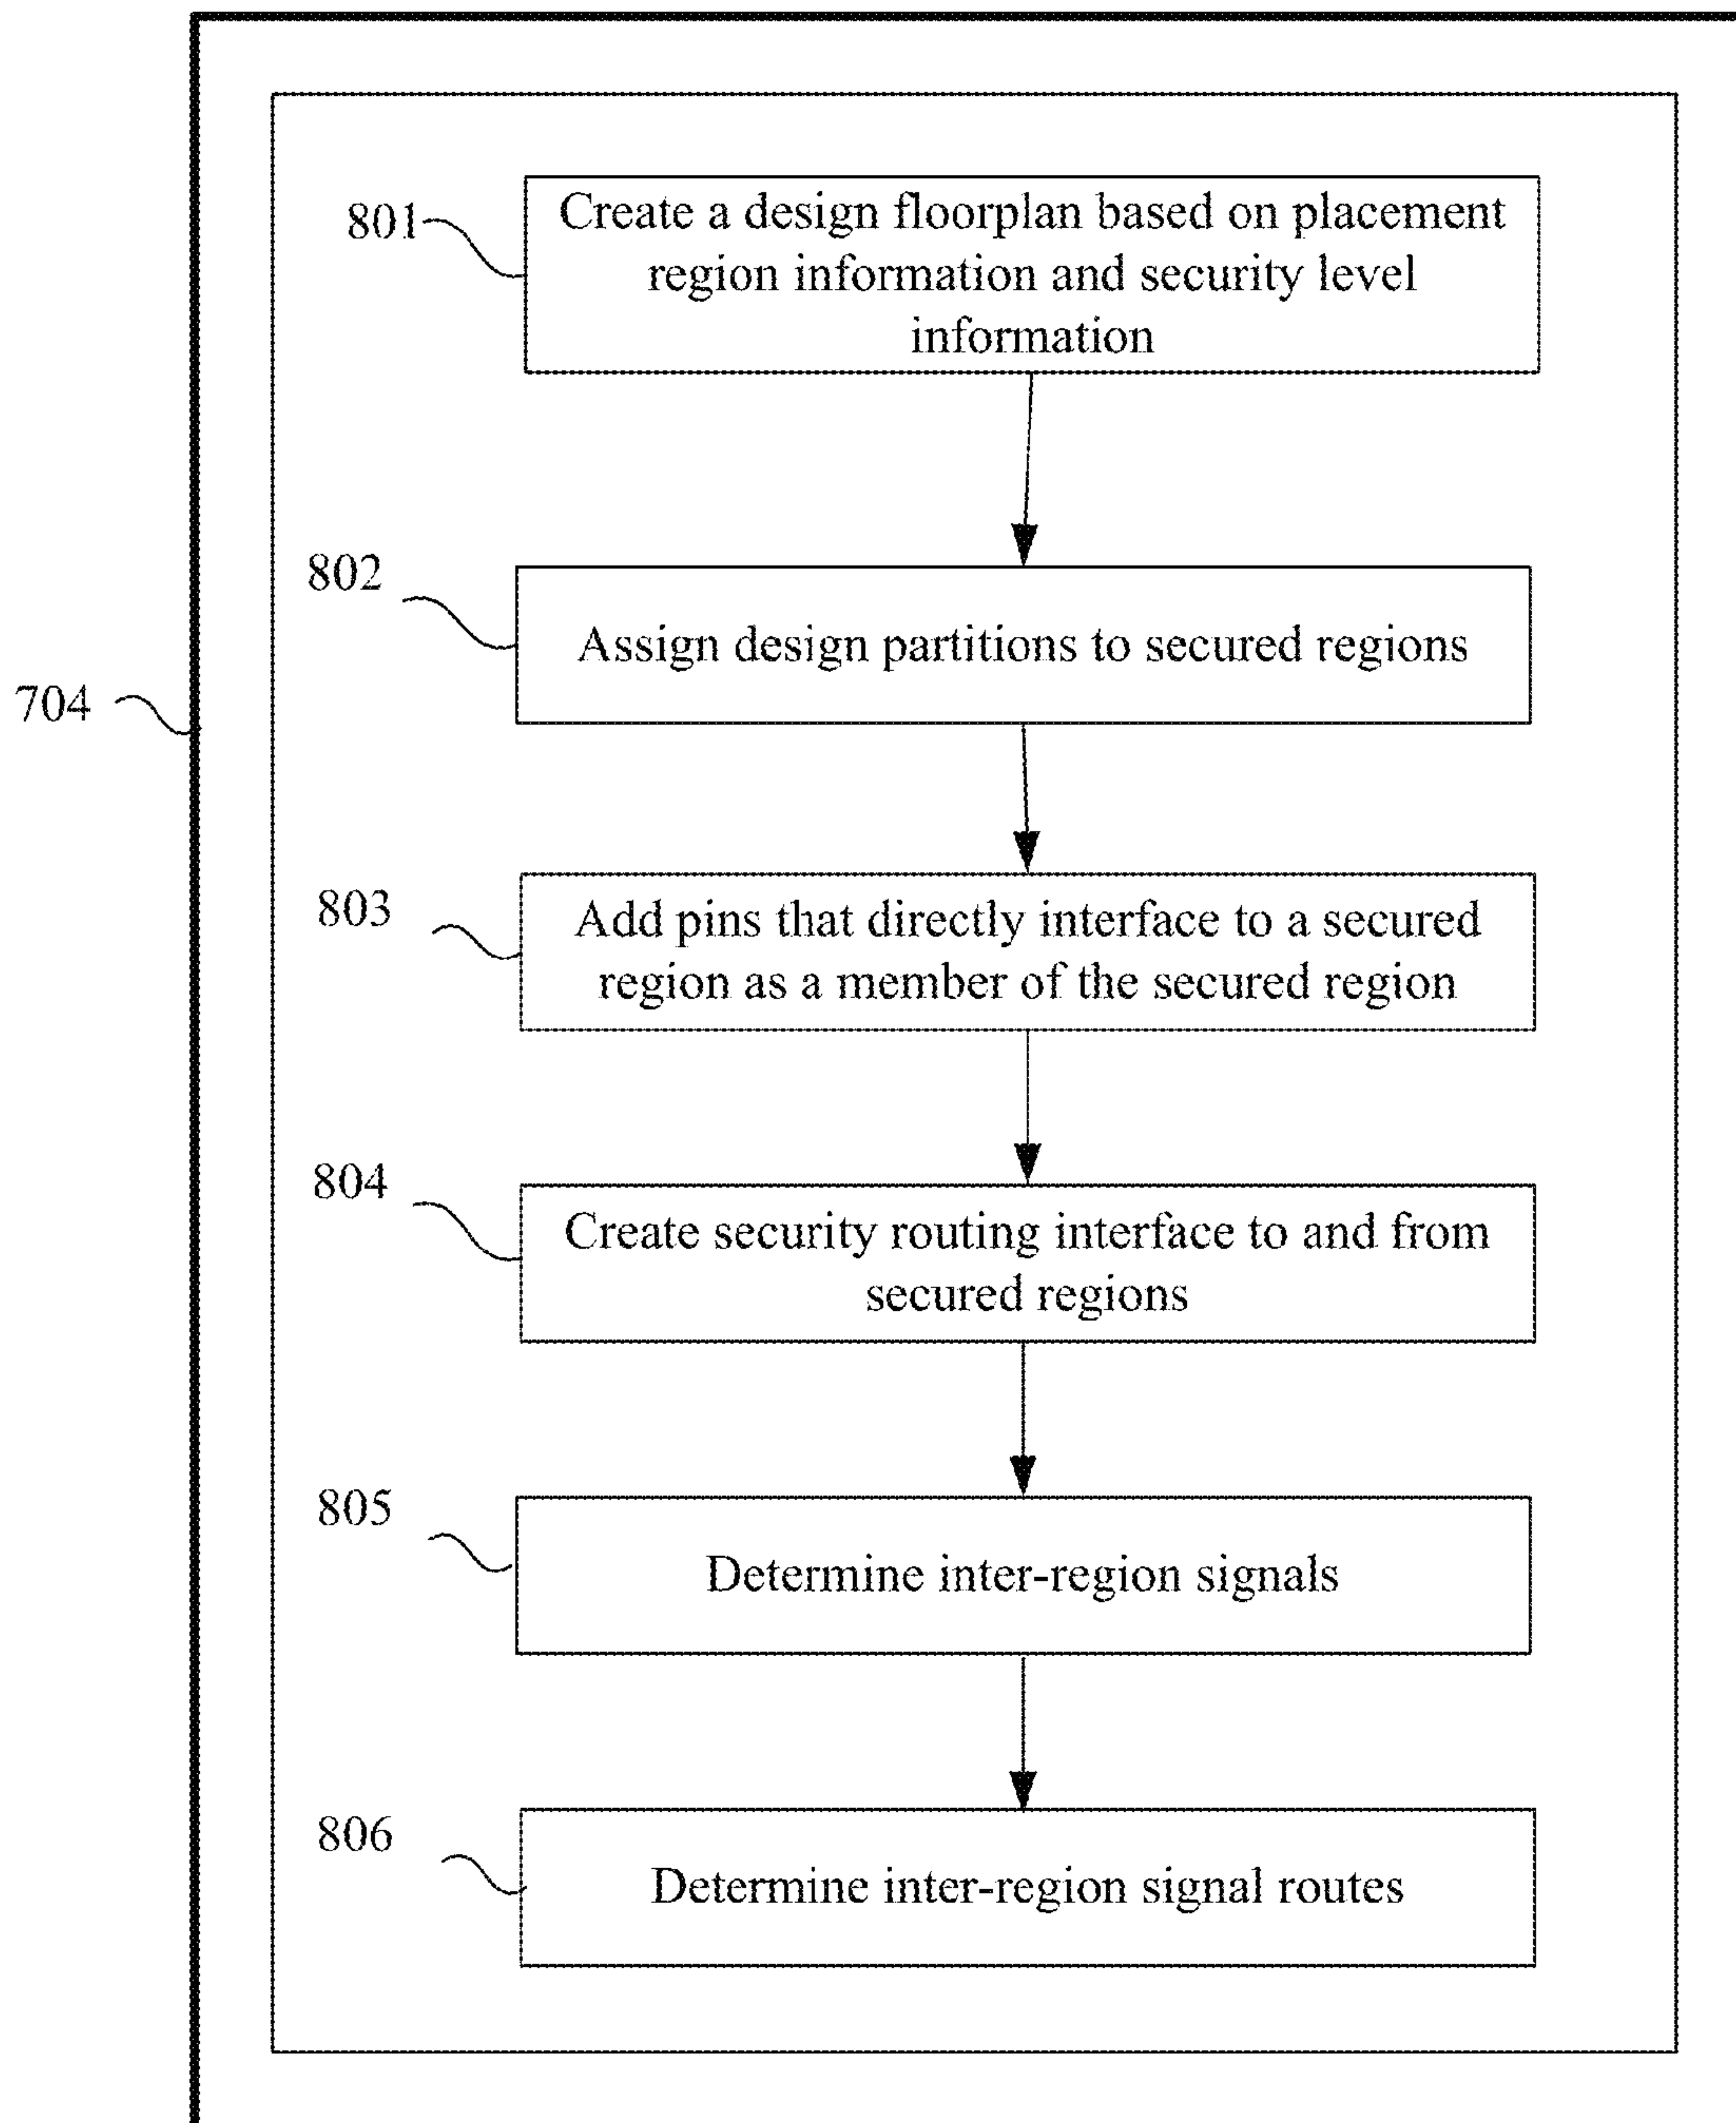 801
Create a design floorplan based on placement
region information and security level
information
802
Assign design partitions to secured regions
704
803
Add pins that directly interface to a secured
region as a member of the secured region
804
Create security routing interface to and from
secured regions
805
Determine inter-region signals
806
Determine inter-region signal routes